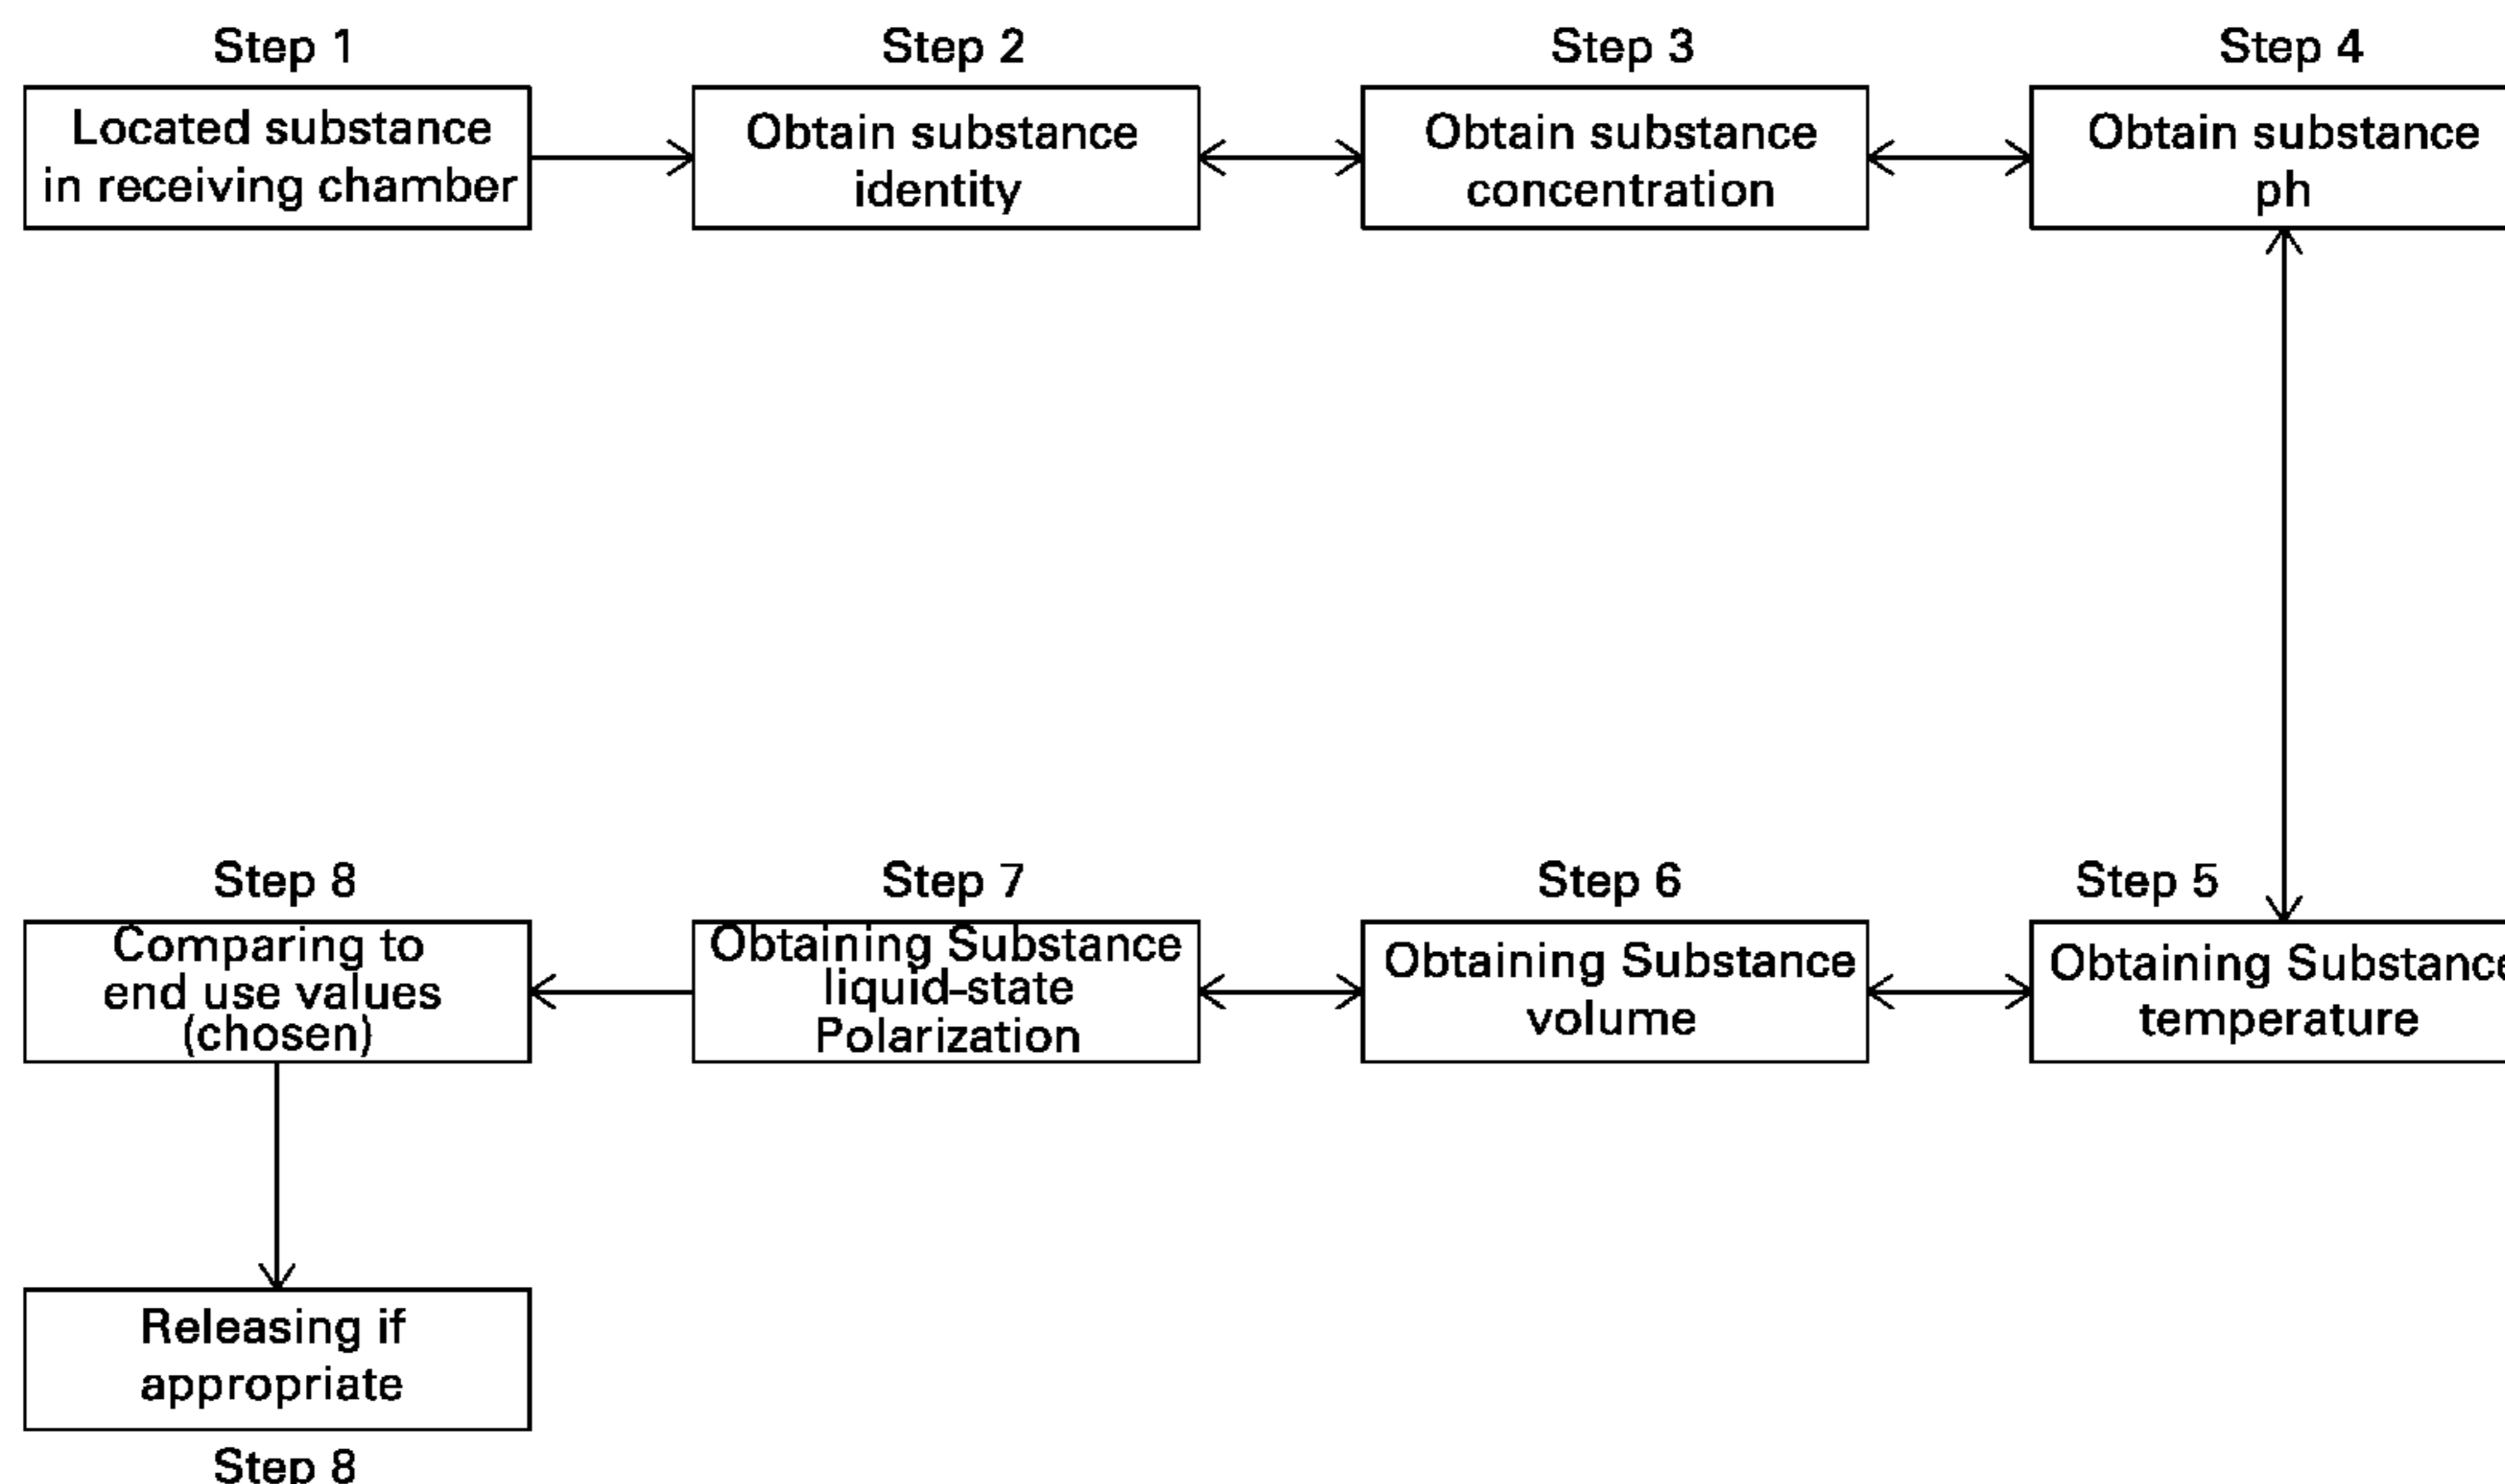 Step 1
Located substance
in receiving chamber
Step 2
Obtain substance
identity
Step 3
Obtain substance
concentration
Step 4
Obtain substance
ph
Step 5
Obtaining Substance
temperature
Step 6
Obtaining Substance
volume
Step 7
Obtaining Substance
liquid-state
Polarization
Step 8
Comparing to
end use values
(chosen)
Releasing if
appropriate
Step 8